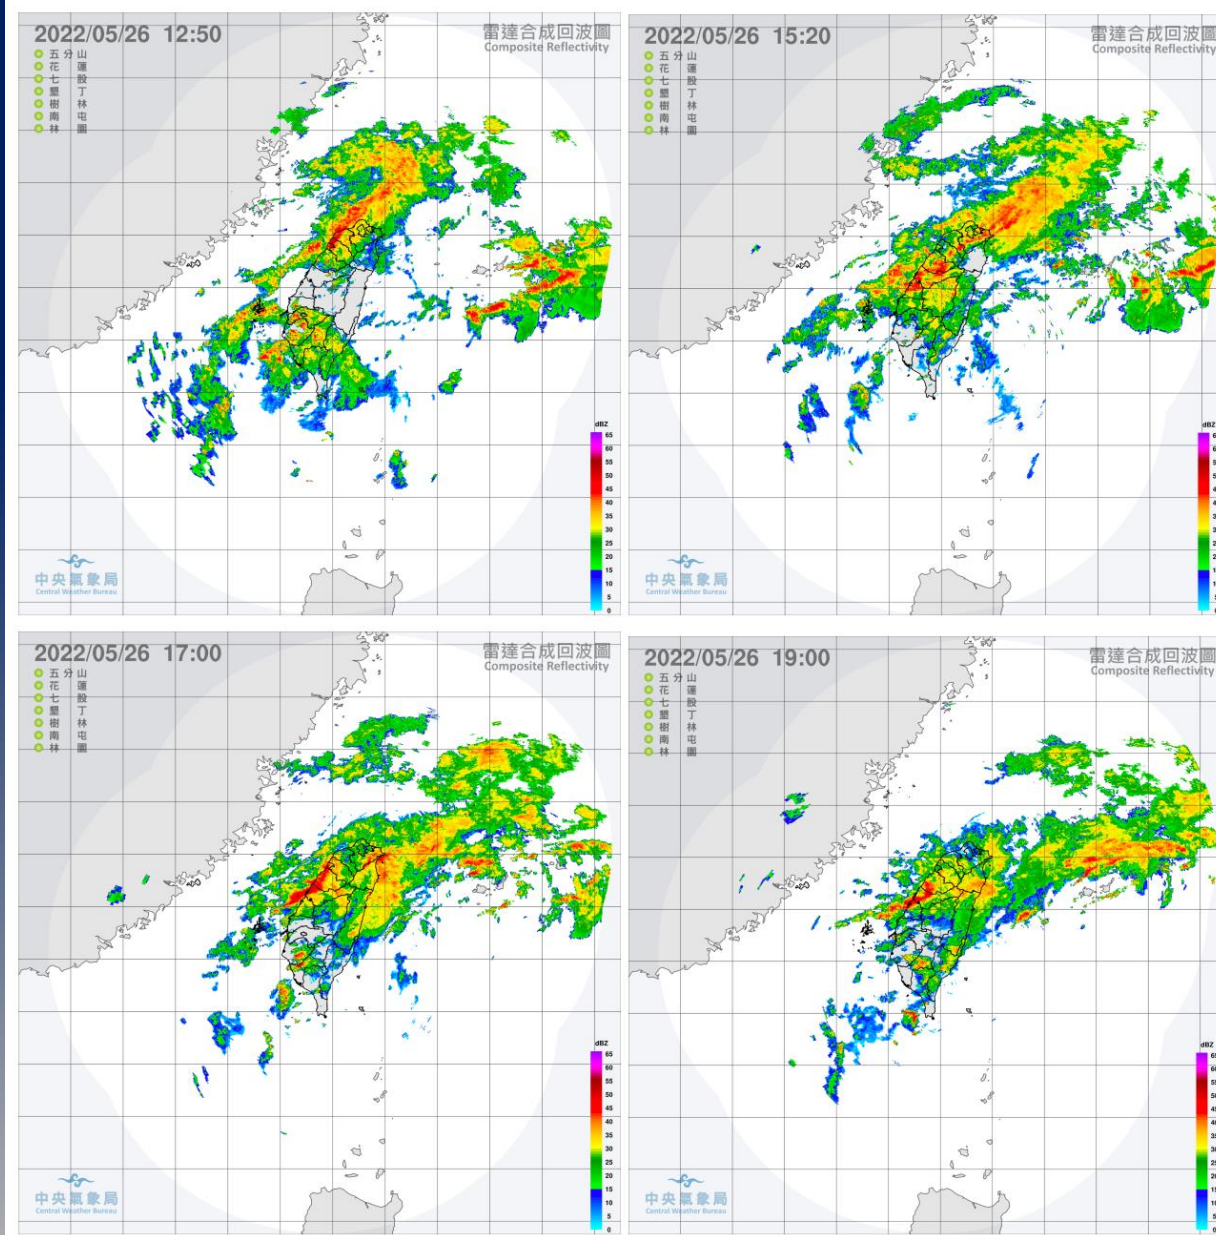 2022/05/26 12:50
雷達合成回波圖
Composite Reflectivity
五分山
花 蓮
七 股
墾 丁
樹 林
南 屯
林 園
dBZ
65
60
55
50
45
40
35
30
25
20
15
10
5
0
中央氣象局
Central Weather Bureau
2022/05/26 15:20
雷達合成回波圖
Composite Reflectivity
五分山
花 蓮
七 股
墾 丁
樹 林
南 屯
林 園
dBZ
中央氣象局
Central Weather Bureau
2022/05/26 17:00
雷達合成回波圖
Composite Reflectivity
五分山
花 蓮
七 股
墾 丁
樹 林
南 屯
林 園
dBZ
65
60
55
50
45
40
35
30
25
20
15
10
5
0
中央氣象局
Central Weather Bureau
2022/05/26 19:00
雷達合成回波圖
Composite Reflectivity
五分山
花 蓮
七 股
墾 丁
樹 林
南 屯
林 園
dBZ
中央氣象局
Central Weather Bureau